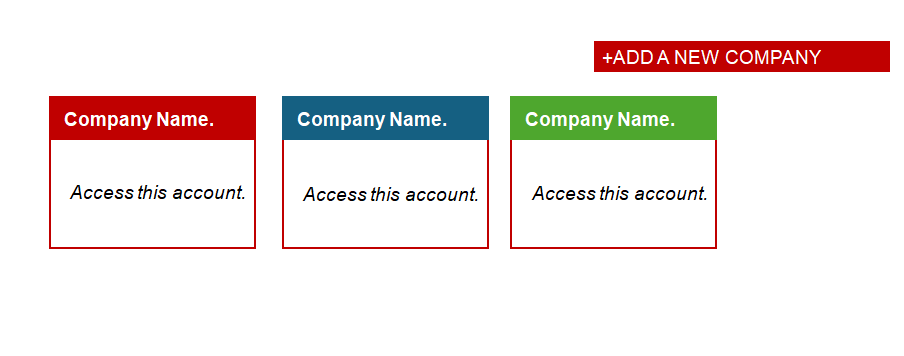 +ADD A NEW COMPANY
Company Name.
Company Name.
Company Name.
Access this account.
Access this account.
Access this account.